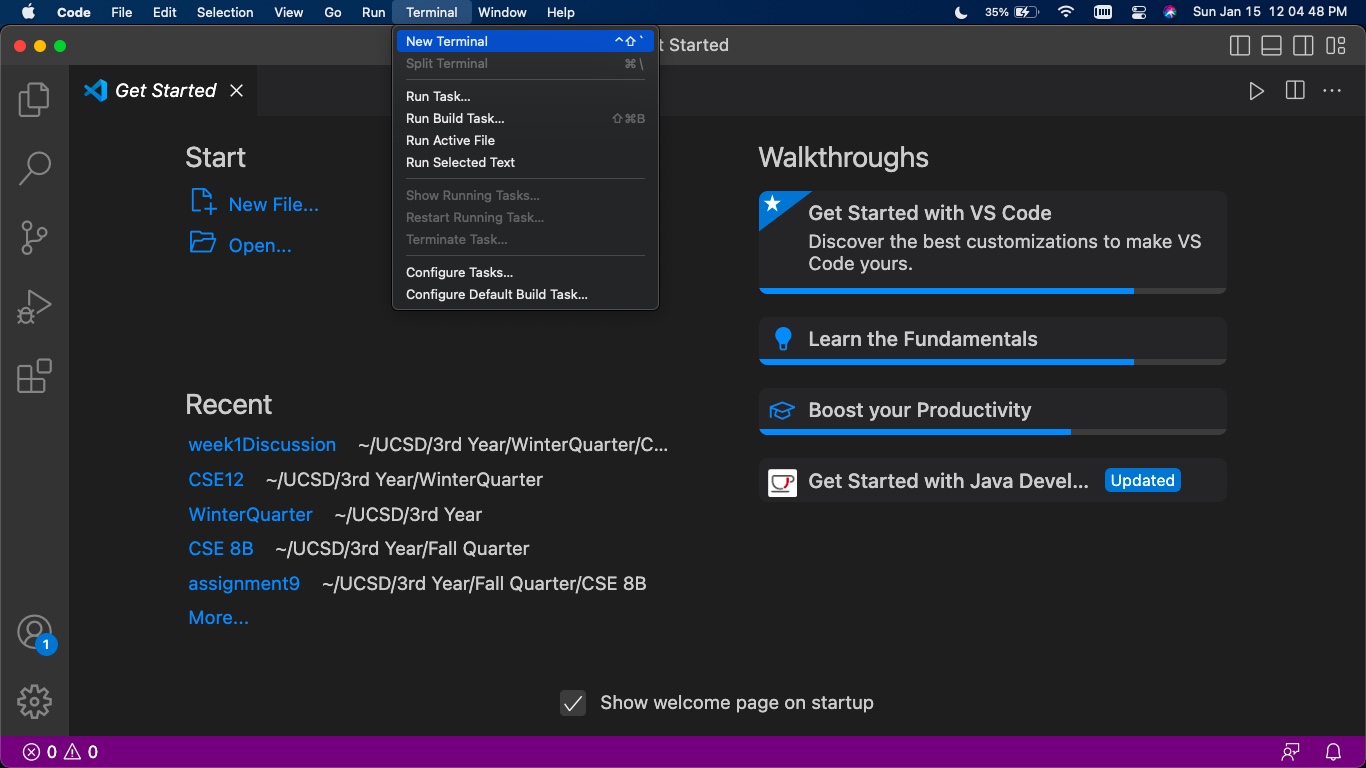 Code File Edit Selection View Go Run Terminal Window Help 35% Sun Jan 15 12 04 48 PM
New Terminal ^⇧`
t Started
Split Terminal ⌘\
Get Started
Run Task...
Run Build Task... ⇧⌘B
Run Active File
Run Selected Text
Show Running Tasks...
Restart Running Task...
Terminate Task...
Configure Tasks...
Configure Default Build Task...
Start
New File...
Open...
Recent
week1Discussion ~/UCSD/3rd Year/WinterQuarter/C...
CSE12 ~/UCSD/3rd Year/WinterQuarter
WinterQuarter ~/UCSD/3rd Year
CSE 8B ~/UCSD/3rd Year/Fall Quarter
assignment9 ~/UCSD/3rd Year/Fall Quarter/CSE 8B
More...
Walkthroughs
Get Started with VS Code
Discover the best customizations to make VS
Code yours.
Learn the Fundamentals
Boost your Productivity
Get Started with Java Devel... Updated
1
Show welcome page on startup
0 0